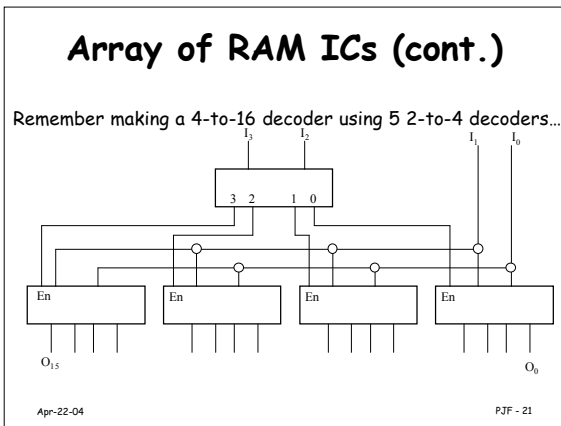 Array of RAM ICs (cont.)
Remember making a 4-to-16 decoder using 5 2-to-4 decoders…
I₃ I₂ I₁ I₀
3 2 1 0
En En En En
O₁₅ O₀
Apr-22-04 PJF - 21